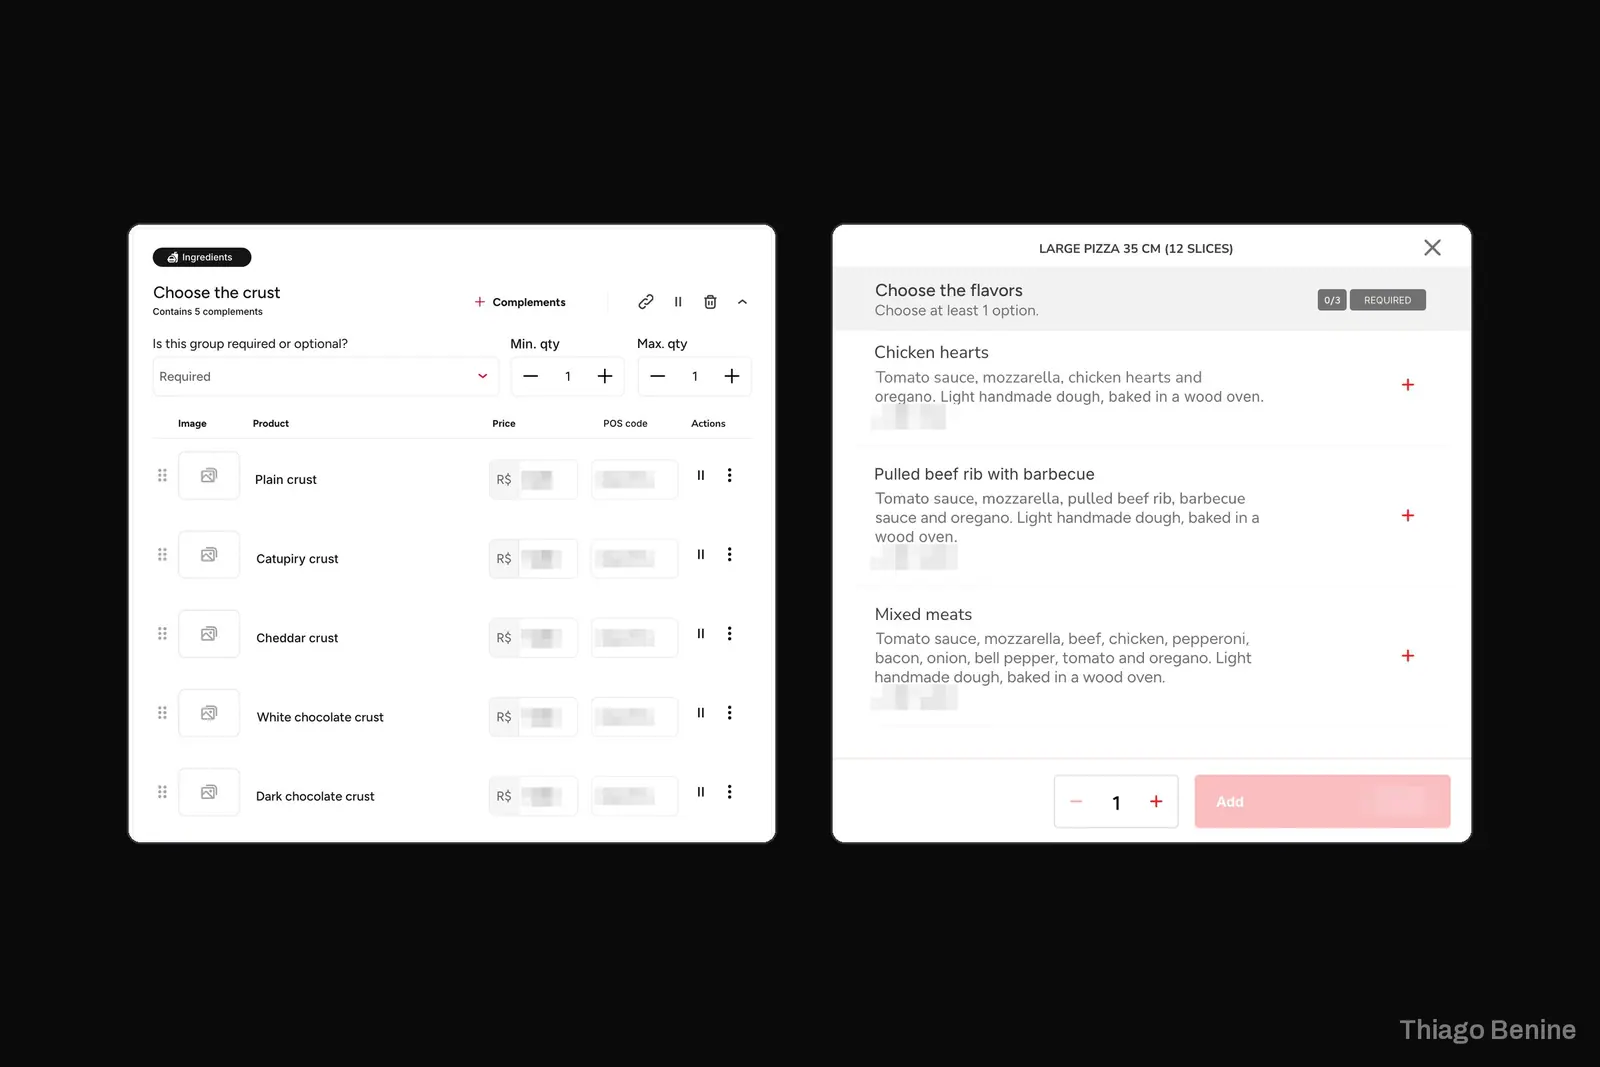 Ingredients
Choose the crust
Contains 5 complements
+ Complements
Is this group required or optional?
Min. qty
Max. qty
Required
1
1
Image
Product
Price
POS code
Actions
Plain crust
R$
Catupiry crust
R$
Cheddar crust
R$
White chocolate crust
R$
Dark chocolate crust
R$
LARGE PIZZA 35 CM (12 SLICES)
Choose the flavors
Choose at least 1 option.
0/3
REQUIRED
Chicken hearts
Tomato sauce, mozzarella, chicken hearts and
oregano. Light handmade dough, baked in a wood oven.
Pulled beef rib with barbecue
Tomato sauce, mozzarella, pulled beef rib, barbecue
sauce and oregano. Light handmade dough, baked in a
wood oven.
Mixed meats
Tomato sauce, mozzarella, beef, chicken, pepperoni,
bacon, onion, bell pepper, tomato and oregano. Light
handmade dough, baked in a wood oven.
1
Add
Thiago Benine